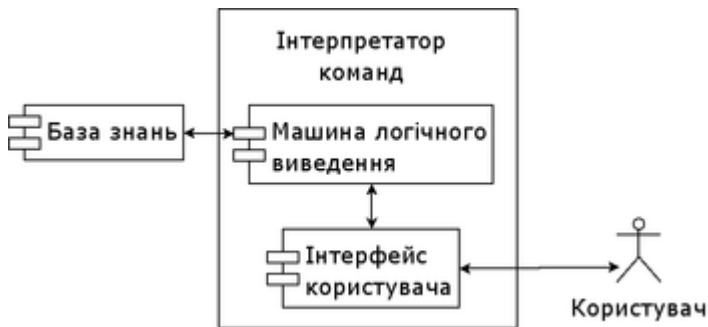 Інтерпретатор
команд
База знань
Машина логічного
виведення
Інтерфейс
користувача
Користувач